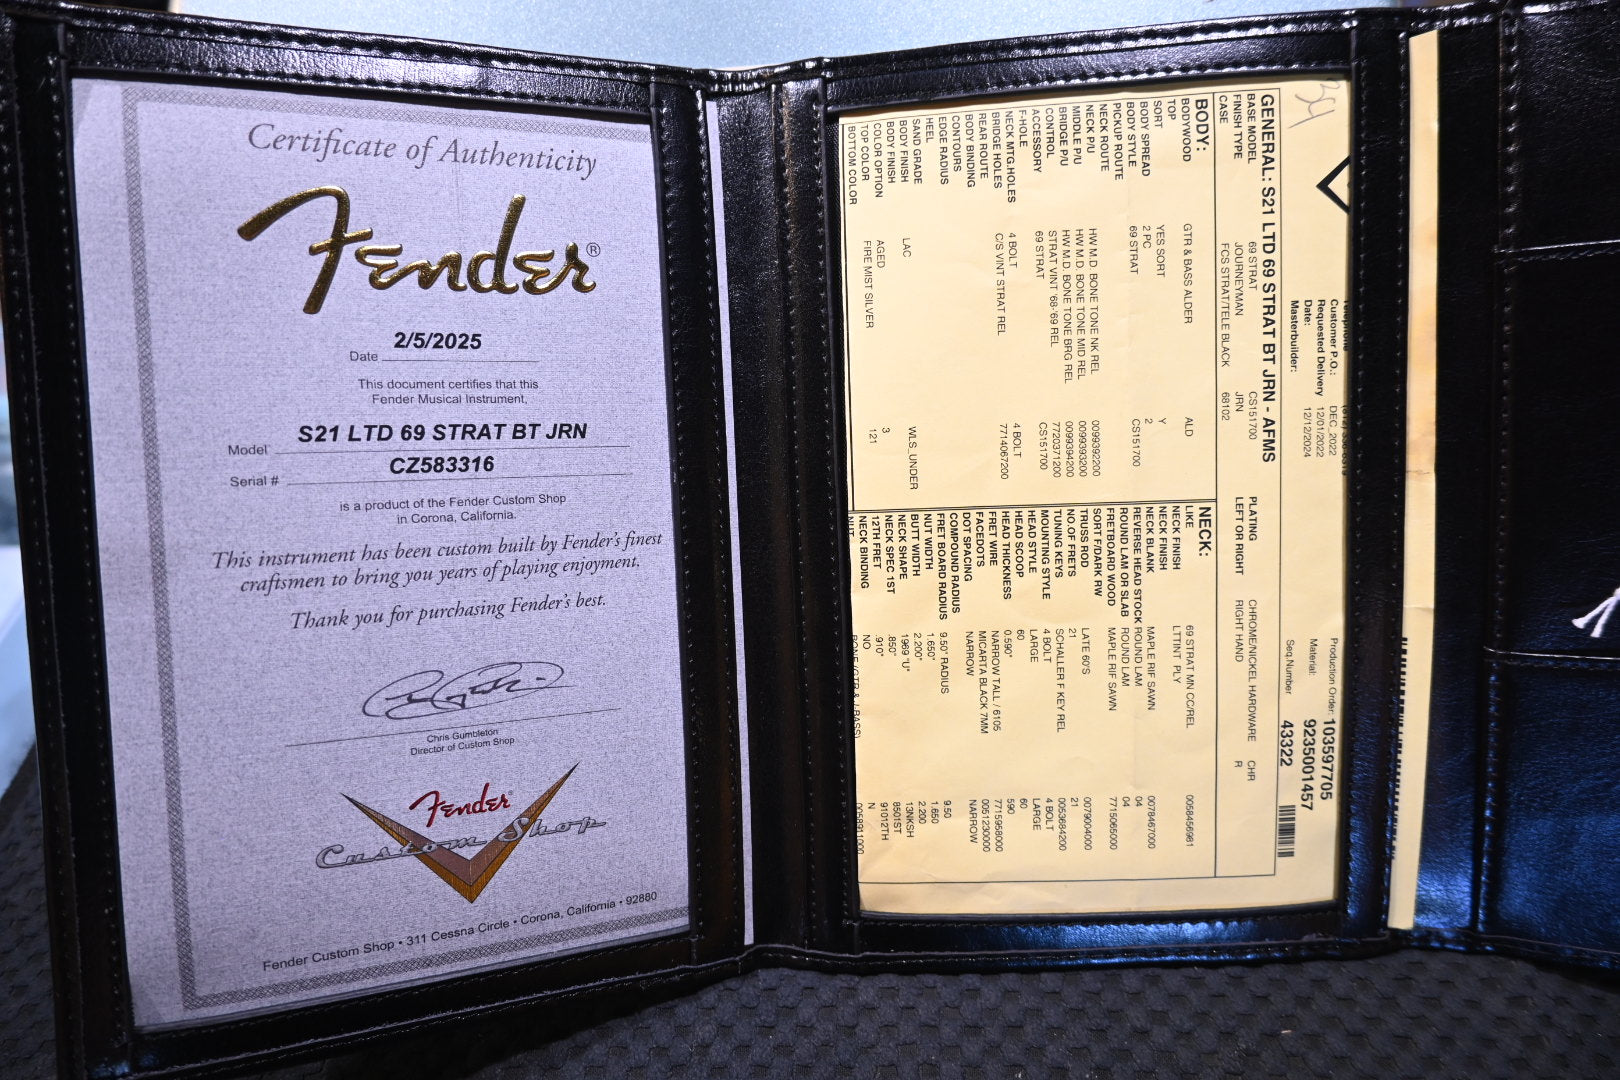 Certificate of Authenticity
Fender®
2/5/2025
Date
This document certifies that this
Fender Musical Instrument,
S21 LTD 69 STRAT BT JRN
Model
CZ583316
Serial #
is a product of the Fender Custom Shop
in Corona, California.
This instrument has been custom built by Fender's finest
craftsmen to bring you years of playing enjoyment.
Thank you for purchasing Fender's best.
Chris Gumbleton
Director of Custom Shop
Fender
Custom Shop
Fender Custom Shop • 311 Cessna Circle • Corona, California • 92880
Customer P.O.: DEC, 2022 Production Order: 103597705
Requested Delivery 12/01/2022 Material: 9235001457
Date: 12/12/2024
Masterbuilder: Seq.Number 43322
GENERAL: S21 LTD 69 STRAT BT JRN - AFMS
BASE MODEL 69 STRAT CS151700 PLATING CHROME/NICKEL HARDWARE CHR
FINISH TYPE JOURNEYMAN JRN LEFT OR RIGHT RIGHT HAND R
CASE FCS STRAT/TELE BLACK 68102
BODY:
BODYWOOD GTR & BASS ALDER ALD
TOP
SORT YES SORT Y
BODY SPREAD 2 PC 2
BODY STYLE 69 STRAT CS151700
PICKUP ROUTE
NECK ROUTE
NECK P/U HW M.D. BONE TONE NK REL 0099392200
MIDDLE P/U HW M.D. BONE TONE MID REL 0099393200
BRIDGE P/U HW M.D. BONE TONE BRG REL 0099394200
CONTROL STRAT VINT '68-'69 REL 7720371200
ACCESSORY 69 STRAT CS151700
F-HOLE
NECK MTG.HOLES 4 BOLT 4 BOLT
BRIDGE HOLES C/S VINT STRAT REL 7714067200
REAR ROUTE
BODY BINDING
CONTOURS
EDGE RADIUS
HEEL
SAND GRADE WLS_UNDER
BODY FINISH LAC
BODY FINISH
COLOR OPTION AGED 3
TOP COLOR FIRE MIST SILVER 121
BOTTOM COLOR
NECK:
LIKE 69 STRAT MN CC/REL 0058456961
NECK FINISH LTTINT PLY
NECK FINISH
NECK BLANK MAPLE RIF SAWN 0078467000
REVERSE HEAD STOCK ROUND LAM 04
ROUND LAM OR SLAB ROUND LAM 04
FRETBOARD WOOD MAPLE RIF SAWN 7715065000
SORT F/DARK RW
TRUSS ROD LATE 60'S 0079004000
NO.OF FRETS 21 21
TUNING KEYS SCHALLER F KEY REL 0053684200
MOUNTING STYLE 4 BOLT 4 BOLT
HEAD STYLE LARGE LARGE
HEAD SCOOP 60 60
HEAD THICKNESS 0.590" 590
FRET WIRE NARROW TALL / 6105 7715958000
FACEDOTS MICARTA BLACK 7MM 0051230000
DOT SPACING NARROW NARROW
COMPOUND RADIUS
FRET BOARD RADIUS 9.50" RADIUS 9.50
NUT WIDTH 1.650" 1.650
BUTT WIDTH 2.200" 2.200
NECK SHAPE 1969 "U" 13NKSH
NECK SPEC 1ST .850" 8501ST
12TH FRET .910" 91012TH
NECK BINDING NO N